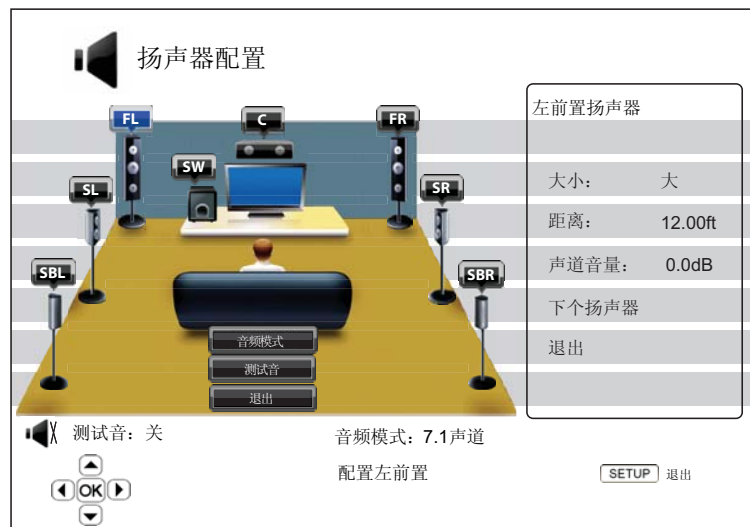 扬声器配置
FL
C
FR
SW
SL
SR
SBL
SBR
音频模式
测试音
退出
左前置扬声器
大小: 大
距离: 12.00ft
声道音量: 0.0dB
下个扬声器
退出
测试音: 关
音频模式: 7.1声道
OK
配置左前置
SETUP 退出